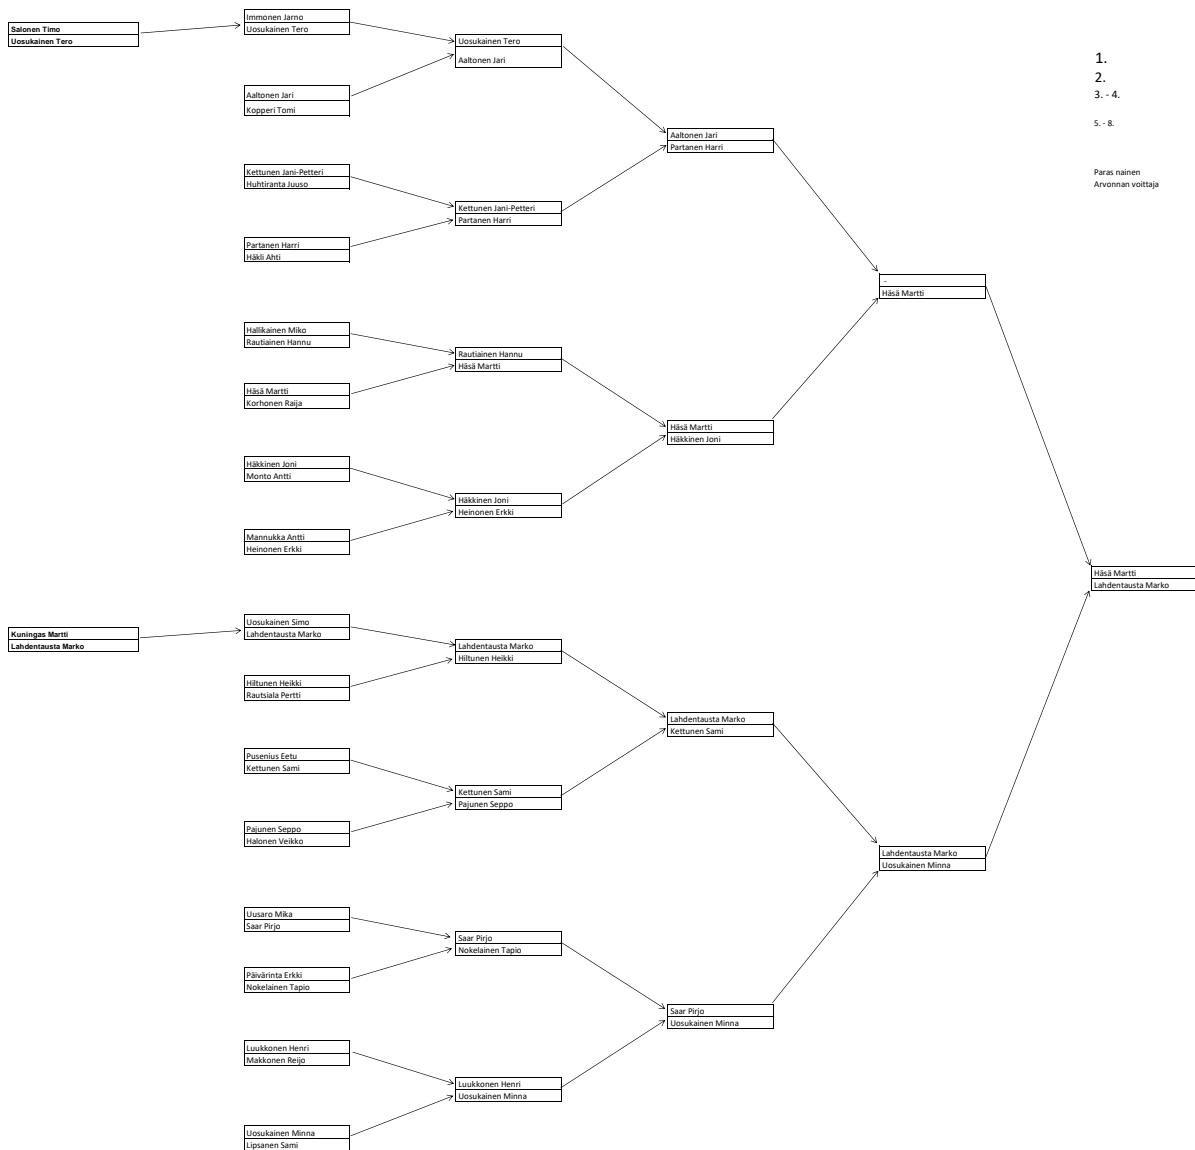 Salonen Timo
Uosukainen Tero
Kuningas Martti
Lahdentausta Marko
Immonen Jarno
Uosukainen Tero
Aaltonen Jari
Kopperi Tomi
Kettunen Jani-Petteri
Huhtiranta Juuso
Partanen Harri
Häkli Ahti
Hallikainen Miko
Rautiainen Hannu
Häsä Martti
Korhonen Raija
Häkkinen Joni
Monto Antti
Mannukka Antti
Heinonen Erkki
Uosukainen Simo
Lahdentausta Marko
Hiltunen Heikki
Rautsiala Pertti
Pusenius Eetu
Kettunen Sami
Pajunen Seppo
Halonen Veikko
Uusaro Mika
Saar Pirjo
Päivärinta Erkki
Nokelainen Tapio
Luukkonen Henri
Makkonen Reijo
Uosukainen Minna
Lipsanen Sami
Uosukainen Tero
Aaltonen Jari
Kettunen Jani-Petteri
Partanen Harri
Rautiainen Hannu
Häsä Martti
Häkkinen Joni
Heinonen Erkki
Lahdentausta Marko
Hiltunen Heikki
Kettunen Sami
Pajunen Seppo
Saar Pirjo
Nokelainen Tapio
Luukkonen Henri
Uosukainen Minna
Aaltonen Jari
Partanen Harri
Häsä Martti
Häkkinen Joni
Lahdentausta Marko
Kettunen Sami
Saar Pirjo
Uosukainen Minna
-
Häsä Martti
Lahdentausta Marko
Uosukainen Minna
Häsä Martti
Lahdentausta Marko
1.
2.
3. - 4.
5. - 8.
Paras nainen
Arvonnan voittaja